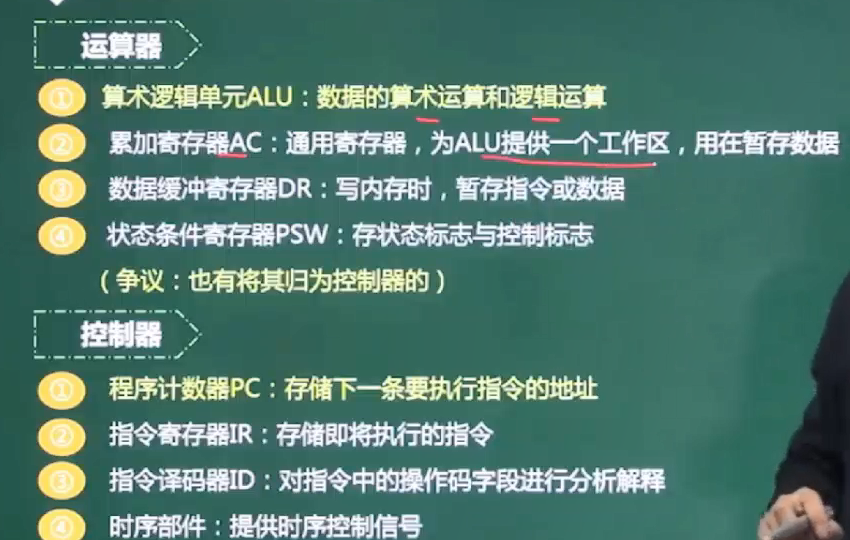 运算器
① 算术逻辑单元ALU：数据的算术运算和逻辑运算
② 累加寄存器AC：通用寄存器，为ALU提供一个工作区，用在暂存数据
③ 数据缓冲寄存器DR：写内存时，暂存指令或数据
④ 状态条件寄存器PSW：存状态标志与控制标志
（争议：也有将其归为控制器的）
控制器
① 程序计数器PC：存储下一条要执行指令的地址
② 指令寄存器IR：存储即将执行的指令
③ 指令译码器ID：对指令中的操作码字段进行分析解释
④ 时序部件：提供时序控制信号